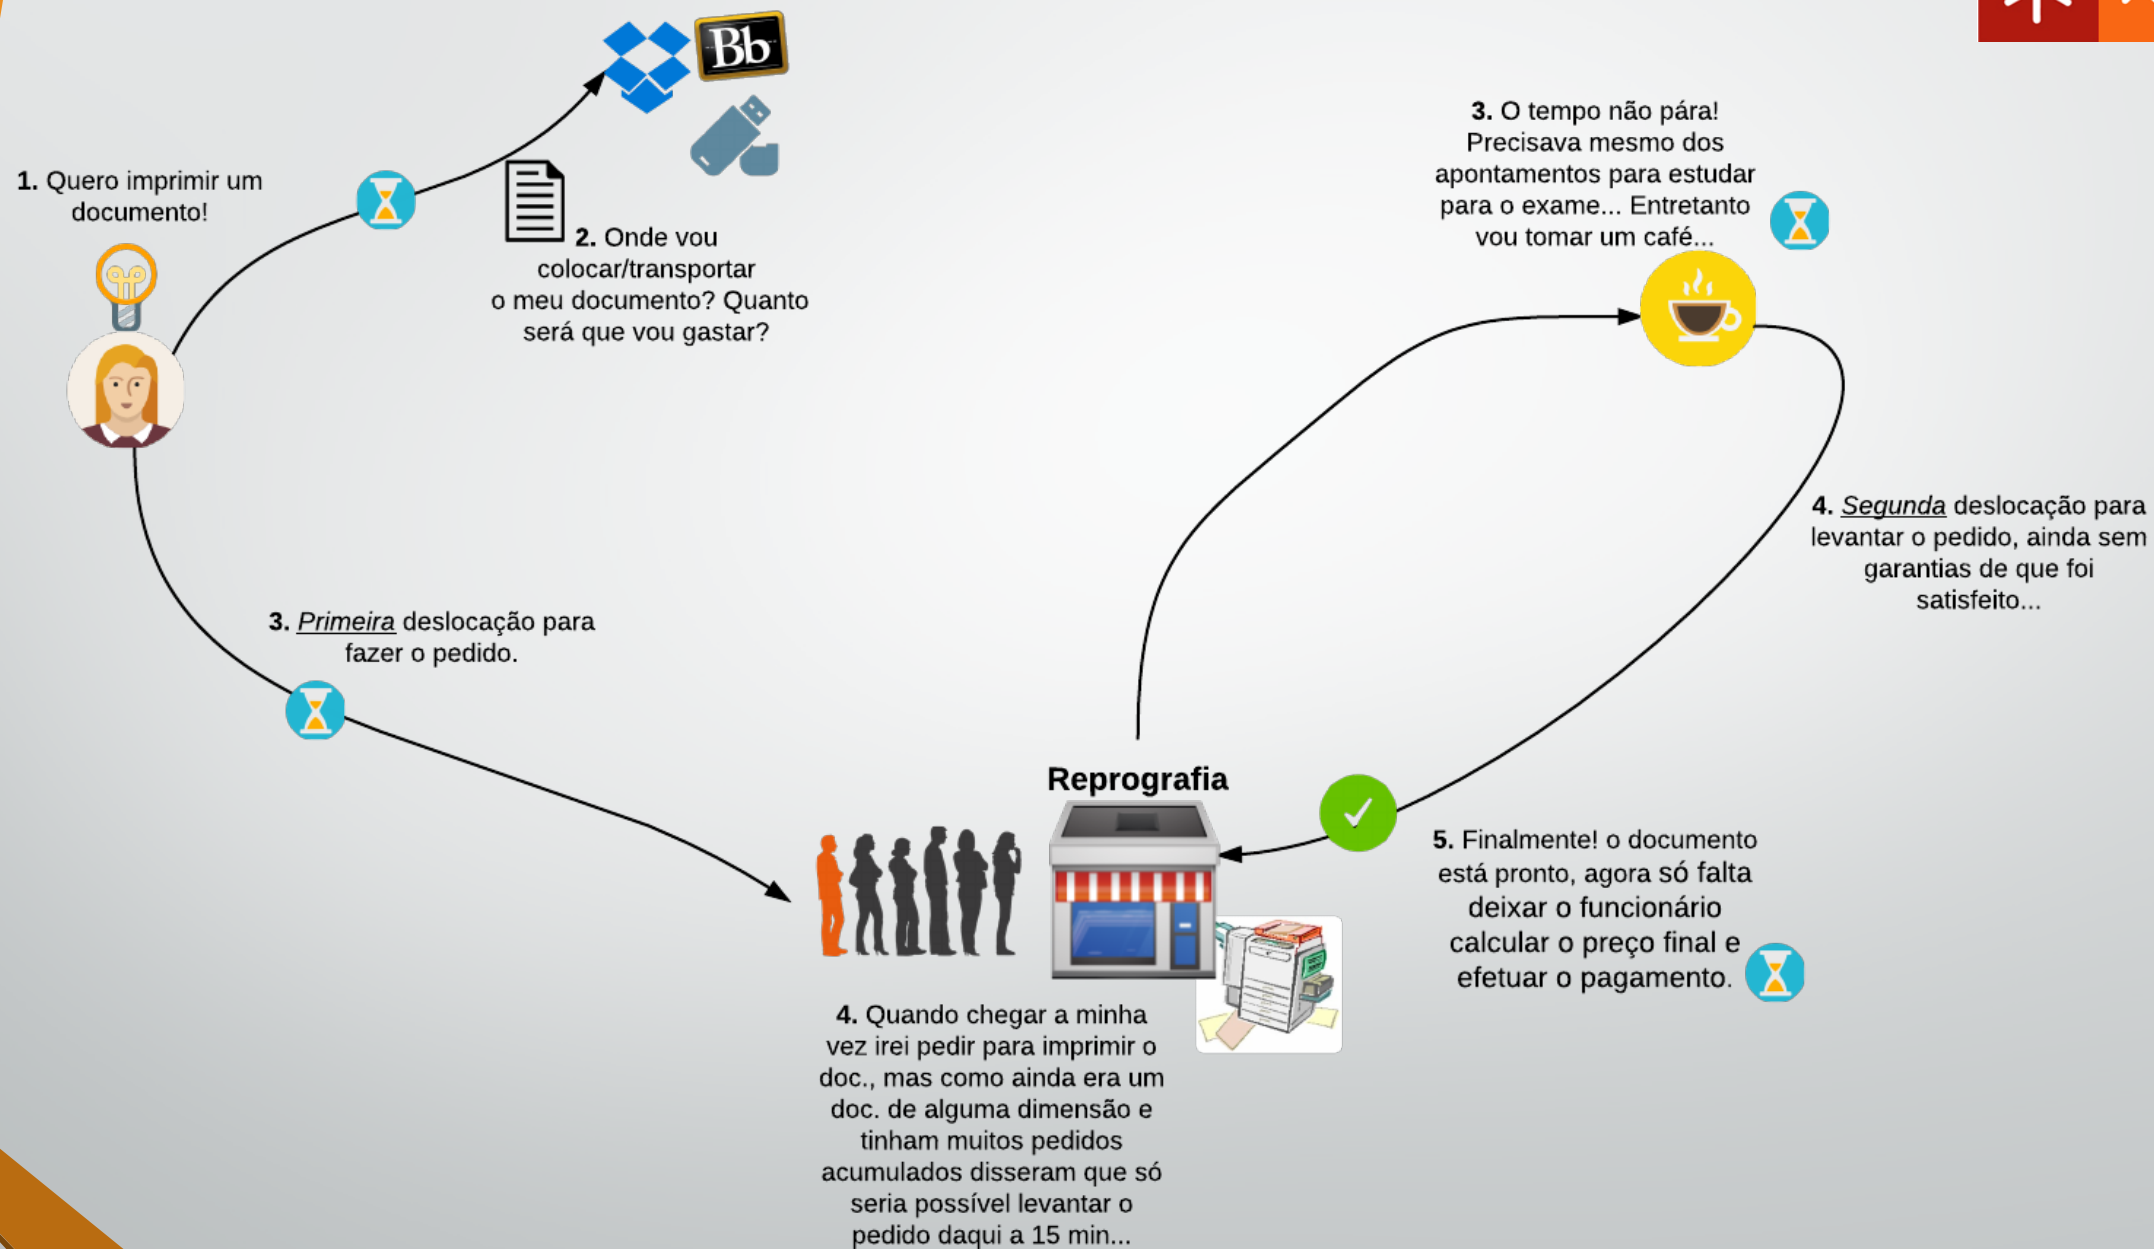 Bb
1. Quero imprimir um
documento!
2. Onde vou
colocar/transportar
o meu documento? Quanto
será que vou gastar?
3. Primeira deslocação para
fazer o pedido.
Reprografia
4. Quando chegar a minha
vez irei pedir para imprimir o
doc., mas como ainda era um
doc. de alguma dimensão e
tinham muitos pedidos
acumulados disseram que só
seria possível levantar o
pedido daqui a 15 min...
3. O tempo não pára!
Precisava mesmo dos
apontamentos para estudar
para o exame... Entretanto
vou tomar um café...
4. Segunda deslocação para
levantar o pedido, ainda sem
garantias de que foi
satisfeito...
5. Finalmente! o documento
está pronto, agora só falta
deixar o funcionário
calcular o preço final e
efetuar o pagamento.